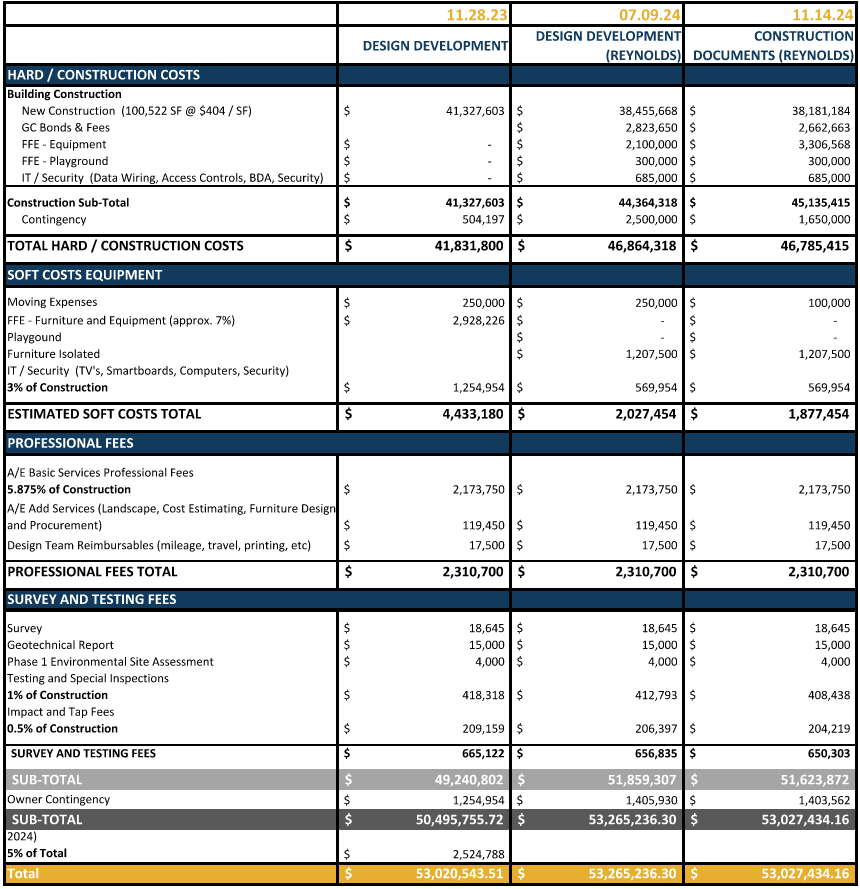 11.28.23 07.09.24 11.14.24
DESIGN DEVELOPMENT DESIGN DEVELOPMENT (REYNOLDS) CONSTRUCTION DOCUMENTS (REYNOLDS)
HARD / CONSTRUCTION COSTS
Building Construction
New Construction (100,522 SF @ $404 / SF) $ 41,327,603 $ 38,455,668 $ 38,181,184
GC Bonds & Fees $ 2,823,650 $ 2,662,663
FFE - Equipment $ - $ 2,100,000 $ 3,306,568
FFE - Playground $ - $ 300,000 $ 300,000
IT / Security (Data Wiring, Access Controls, BDA, Security) $ - $ 685,000 $ 685,000
Construction Sub-Total $ 41,327,603 $ 44,364,318 $ 45,135,415
Contingency $ 504,197 $ 2,500,000 $ 1,650,000
TOTAL HARD / CONSTRUCTION COSTS $ 41,831,800 $ 46,864,318 $ 46,785,415
SOFT COSTS EQUIPMENT
Moving Expenses $ 250,000 $ 250,000 $ 100,000
FFE - Furniture and Equipment (approx. 7%) $ 2,928,226 $ - $ -
Playgound $ - $ -
Furniture Isolated $ 1,207,500 $ 1,207,500
IT / Security (TV's, Smartboards, Computers, Security)
3% of Construction $ 1,254,954 $ 569,954 $ 569,954
ESTIMATED SOFT COSTS TOTAL $ 4,433,180 $ 2,027,454 $ 1,877,454
PROFESSIONAL FEES
A/E Basic Services Professional Fees
5.875% of Construction $ 2,173,750 $ 2,173,750 $ 2,173,750
A/E Add Services (Landscape, Cost Estimating, Furniture Design
and Procurement) $ 119,450 $ 119,450 $ 119,450
Design Team Reimbursables (mileage, travel, printing, etc) $ 17,500 $ 17,500 $ 17,500
PROFESSIONAL FEES TOTAL $ 2,310,700 $ 2,310,700 $ 2,310,700
SURVEY AND TESTING FEES
Survey $ 18,645 $ 18,645 $ 18,645
Geotechnical Report $ 15,000 $ 15,000 $ 15,000
Phase 1 Environmental Site Assessment $ 4,000 $ 4,000 $ 4,000
Testing and Special Inspections
1% of Construction $ 418,318 $ 412,793 $ 408,438
Impact and Tap Fees
0.5% of Construction $ 209,159 $ 206,397 $ 204,219
SURVEY AND TESTING FEES $ 665,122 $ 656,835 $ 650,303
SUB-TOTAL $ 49,240,802 $ 51,859,307 $ 51,623,872
Owner Contingency $ 1,254,954 $ 1,405,930 $ 1,403,562
SUB-TOTAL $ 50,495,755.72 $ 53,265,236.30 $ 53,027,434.16
2024)
5% of Total $ 2,524,788
Total $ 53,020,543.51 $ 53,265,236.30 $ 53,027,434.16